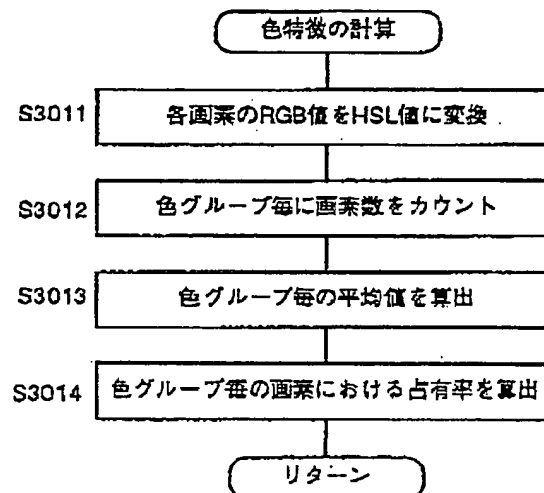 色特徴の計算
S3011 各画素のRGB値をHSL値に変換
S3012 色グループ毎に画素数をカウント
S3013 色グループ毎の平均値を算出
S3014 色グループ毎の画素における占有率を算出
リターン